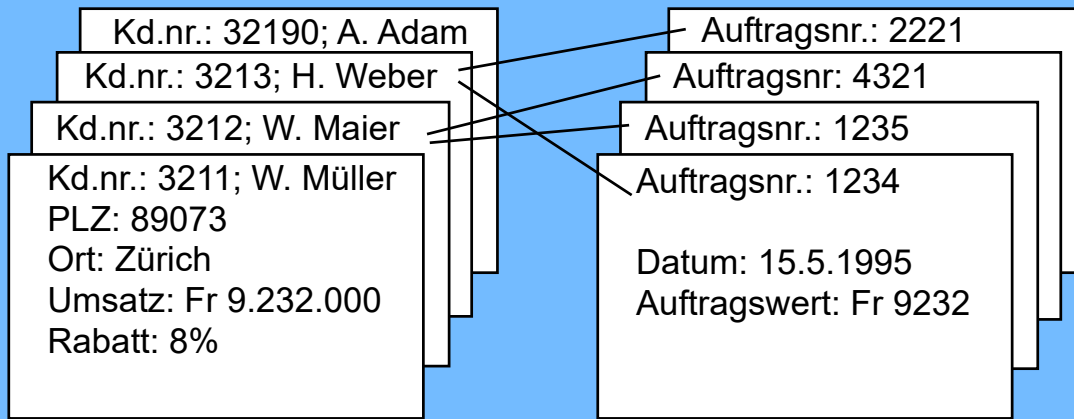 Kd.nr.: 32190; A. Adam
Kd.nr.: 3213; H. Weber
Kd.nr.: 3212; W. Maier
Kd.nr.: 3211; W. Müller
PLZ: 89073
Ort: Zürich
Umsatz: Fr 9.232.000
Rabatt: 8%
Auftragsnr.: 2221
Auftragsnr: 4321
Auftragsnr.: 1235
Auftragsnr.: 1234
Datum: 15.5.1995
Auftragswert: Fr 9232